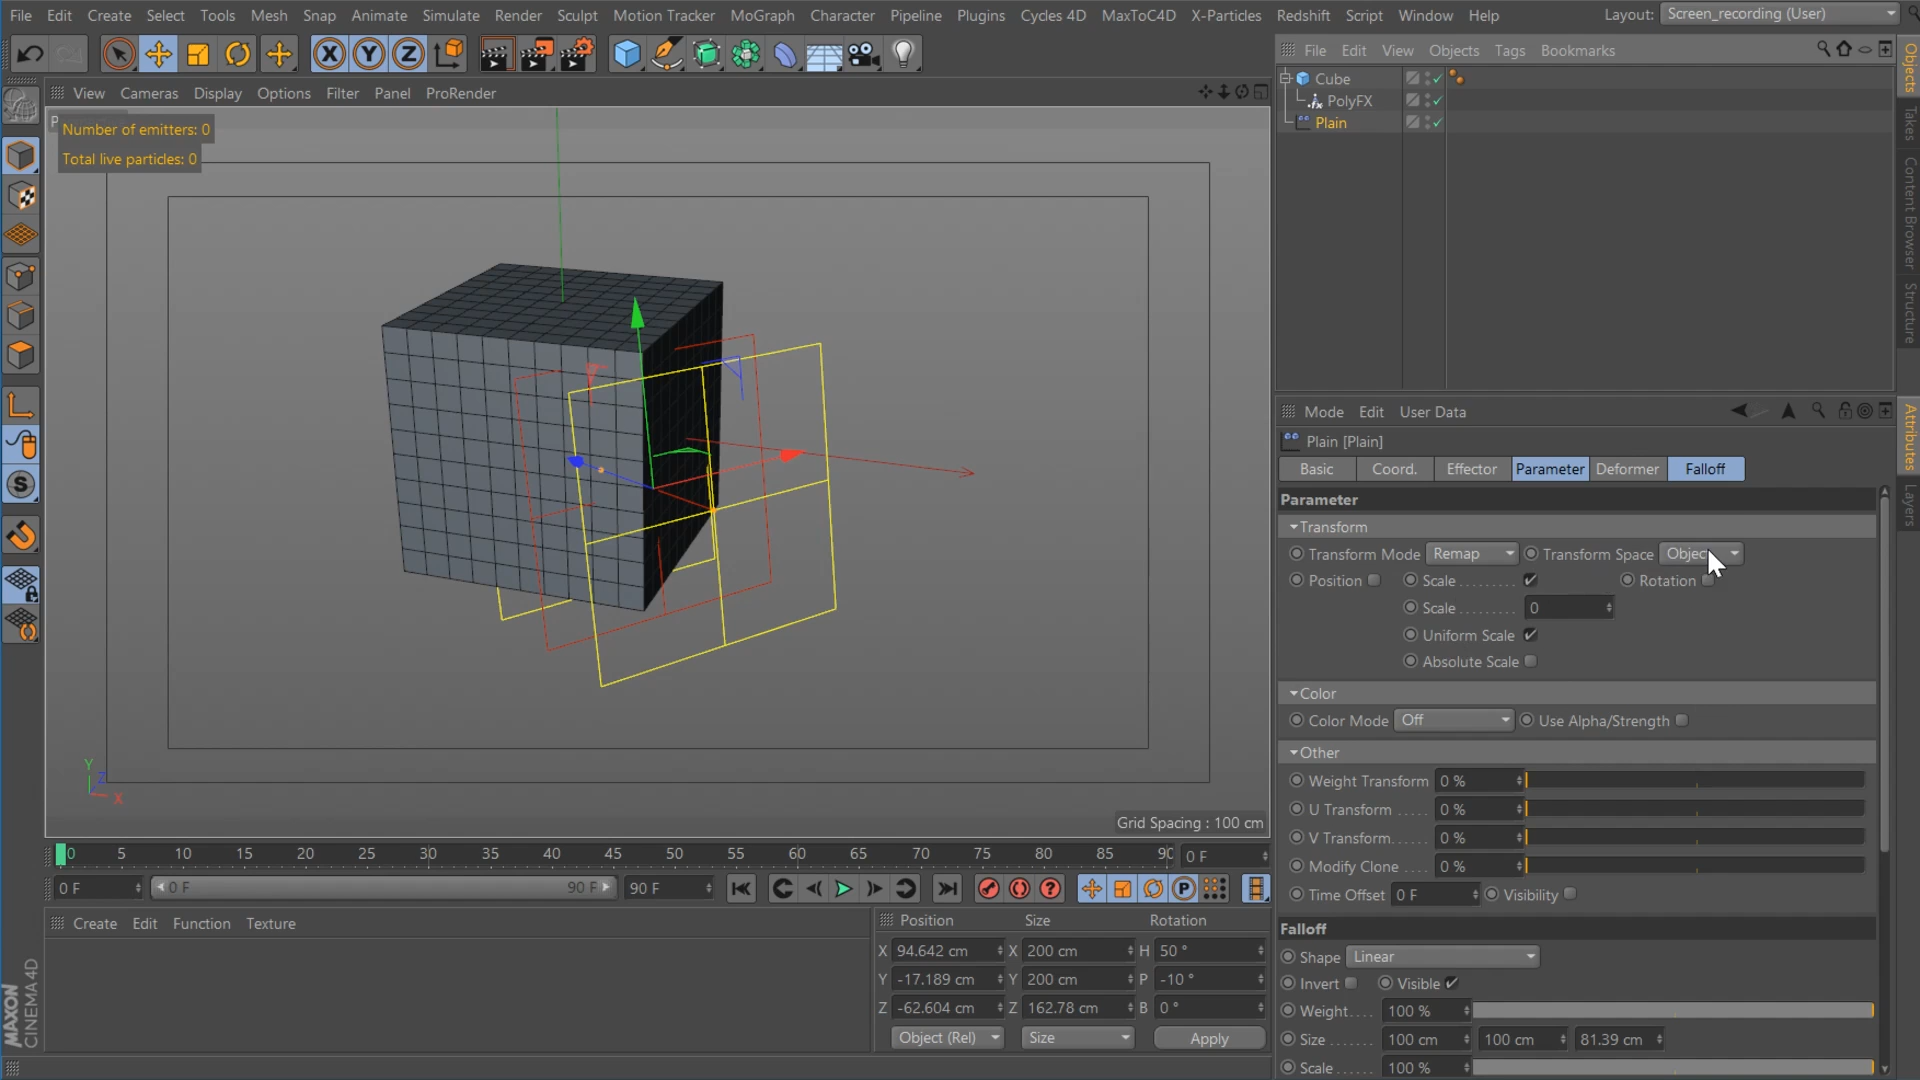 File Edit Create Select Tools Mesh Snap Animate Simulate Render Sculpt Motion Tracker MoGraph Character Pipeline Plugins Cycles 4D MaxToC4D X-Particles Redshift Script Window Help Layout: Screen_recording (User)
X Y Z
File Edit View Objects Tags Bookmarks
Cube
PolyFX
Plain
Objects
Takes
Content Browser
Structure
View Cameras Display Options Filter Panel ProRender
Number of emitters: 0
Total live particles: 0
Y
Z
X
Grid Spacing : 100 cm
Mode Edit User Data
Plain [Plain]
Basic Coord. Effector Parameter Deformer Falloff
Attributes
Layers
Parameter
Transform
Transform Mode Remap Transform Space Object
Position Scale Rotation
Scale 0
Uniform Scale
Absolute Scale
Color
Color Mode Off Use Alpha/Strength
Other
Weight Transform 0 %
U Transform 0 %
V Transform 0 %
Modify Clone 0 %
Time Offset 0 F Visibility
Falloff
Shape Linear
Invert Visible
Weight 100 %
Size 100 cm 100 cm 81.39 cm
Scale 100 %
0 5 10 15 20 25 30 35 40 45 50 55 60 65 70 75 80 85 90 0 F
0 F 0 F 90 F 90 F
P
Create Edit Function Texture
Position Size Rotation
X 94.642 cm X 200 cm H 50 °
Y -17.189 cm Y 200 cm P -10 °
Z -62.604 cm Z 162.78 cm B 0 °
Object (Rel) Size Apply
MAXON
CINEMA 4D